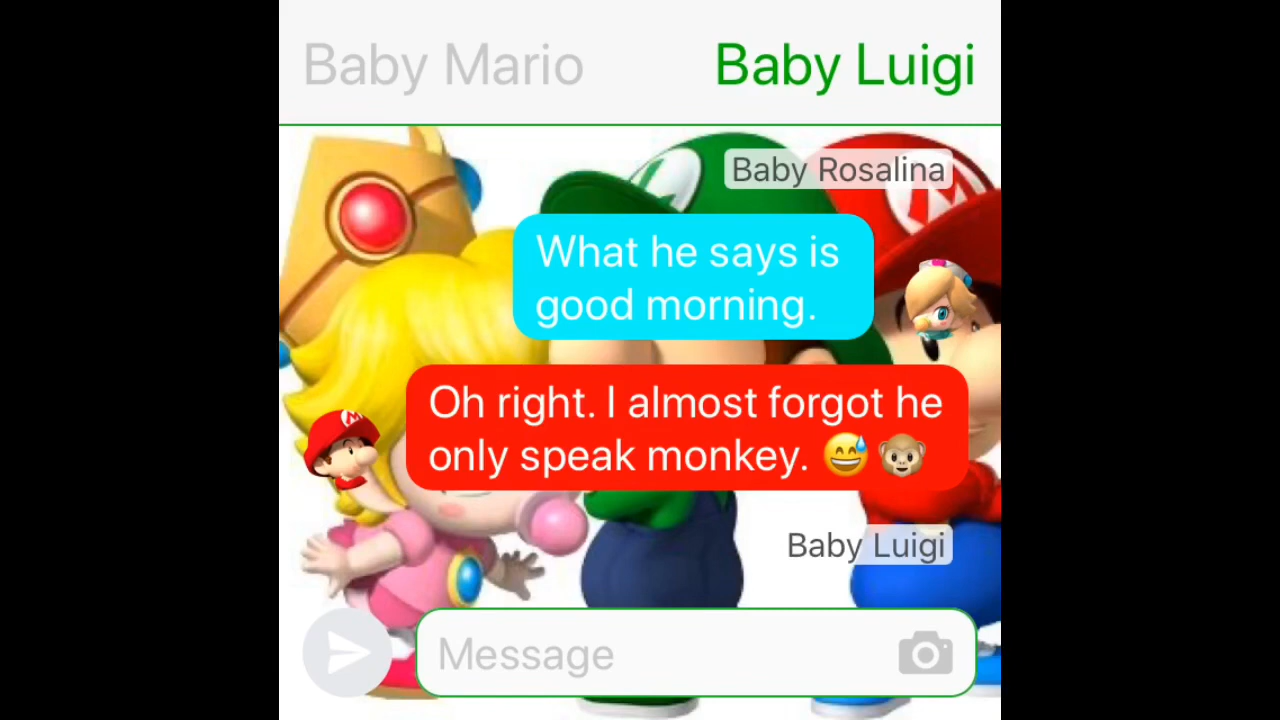 Baby Mario Baby Luigi
Baby Rosalina
What he says is
good morning.
Oh right. I almost forgot he
only speak monkey. 😅🐵
Baby Luigi
Message